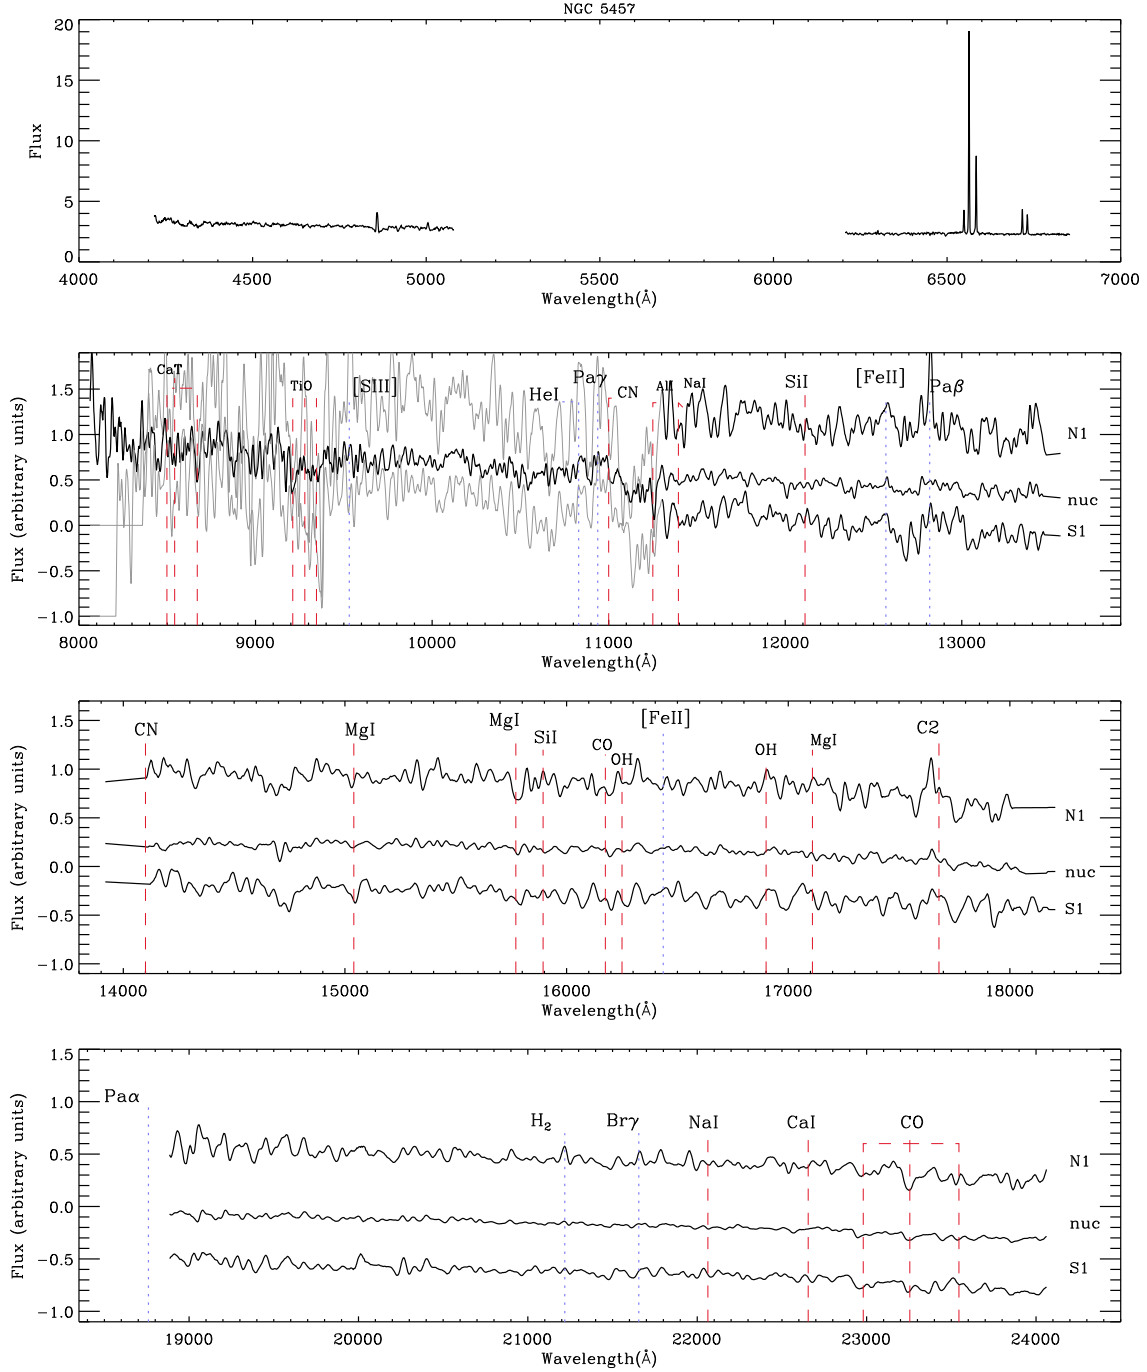 NGC 5457
20
15
10
5
0
Flux
4000 4500 5000 5500 6000 6500 7000
Wavelength(Å)
CaT TiO [SIII] HeI Paγ CN AlI NaI SiI [FeII] Paβ
1.5
1.0
0.5
0.0
−0.5
−1.0
Flux (arbitrary units)
N1
nuc
S1
8000 9000 10000 11000 12000 13000
Wavelength(Å)
CN MgI MgI SiI CO OH [FeII] OH MgI C2
1.5
1.0
0.5
0.0
−0.5
−1.0
Flux (arbitrary units)
N1
nuc
S1
14000 15000 16000 17000 18000
Wavelength(Å)
Paα H₂ Brγ NaI CaI CO
1.5
1.0
0.5
0.0
−0.5
−1.0
Flux (arbitrary units)
N1
nuc
S1
19000 20000 21000 22000 23000 24000
Wavelength(Å)